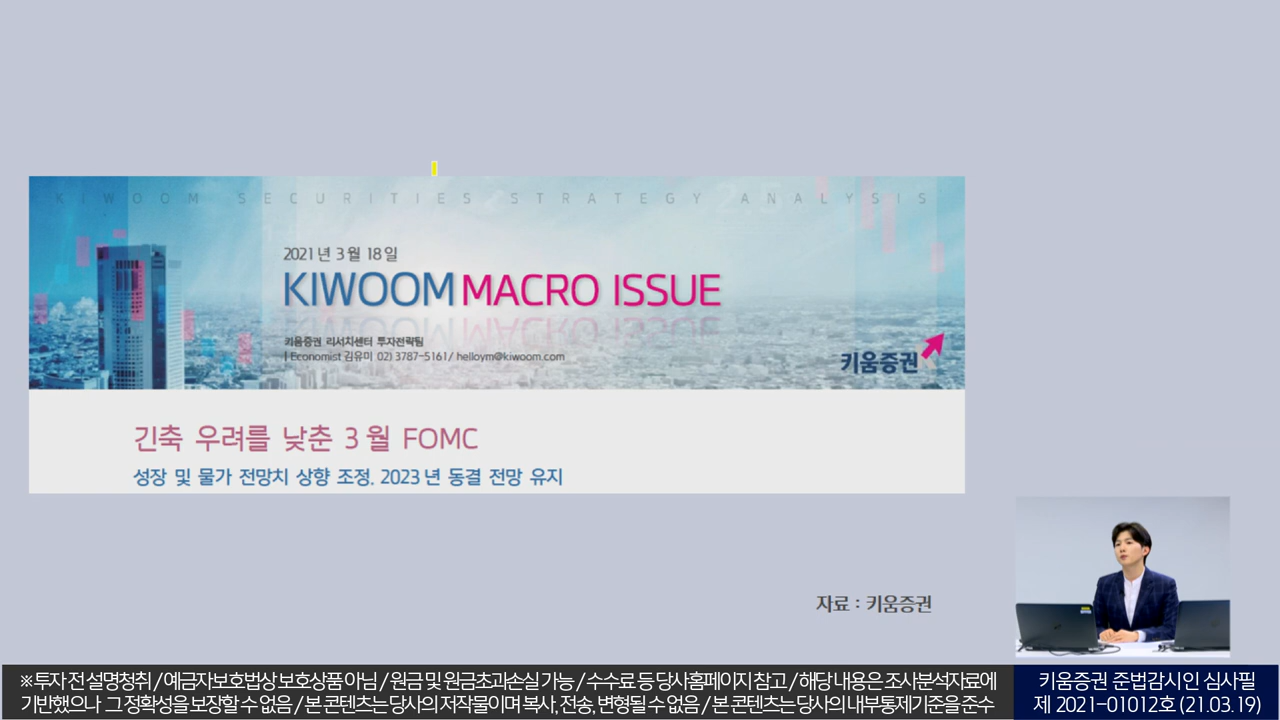 KIWOOM SECURITIES STRATEGY ANALYSIS
2021년 3월 18일
KIWOOM MACRO ISSUE
키움증권 리서치센터 투자전략팀
| Economist 김유미 02) 3787-5161/ helloym@kiwoom.com
키움증권
긴축 우려를 낮춘 3월 FOMC
성장 및 물가 전망치 상향 조정. 2023년 동결 전망 유지
자료 : 키움증권
※ 투자 전 설명청취 / 예금자보호법상 보호상품 아님 / 원금 및 원금초과손실 가능 / 수수료 등 당사홈페이지 참고 / 해당 내용은 조사분석자료에
기반했으나 그 정확성을 보장할 수 없음 / 본 콘텐츠는 당사의 저작물이며 복사, 전송, 변형될 수 없음 / 본 콘텐츠는 당사의 내부통제기준을 준수
키움증권 준법감시인 심사필
제 2021-01012호 (21.03.19)